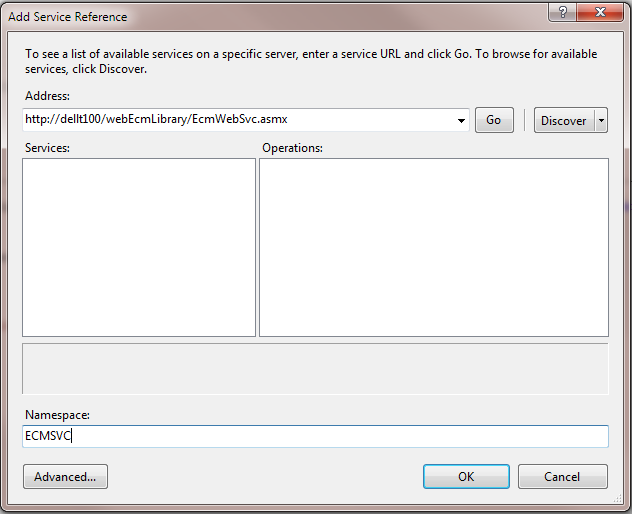 Add Service Reference
To see a list of available services on a specific server, enter a service URL and click Go. To browse for available
services, click Discover.
Address:
http://dellt100/webEcmLibrary/EcmWebSvc.asmx
Go
Discover
Services:
Operations:
Namespace:
ECMSVC
Advanced...
OK
Cancel